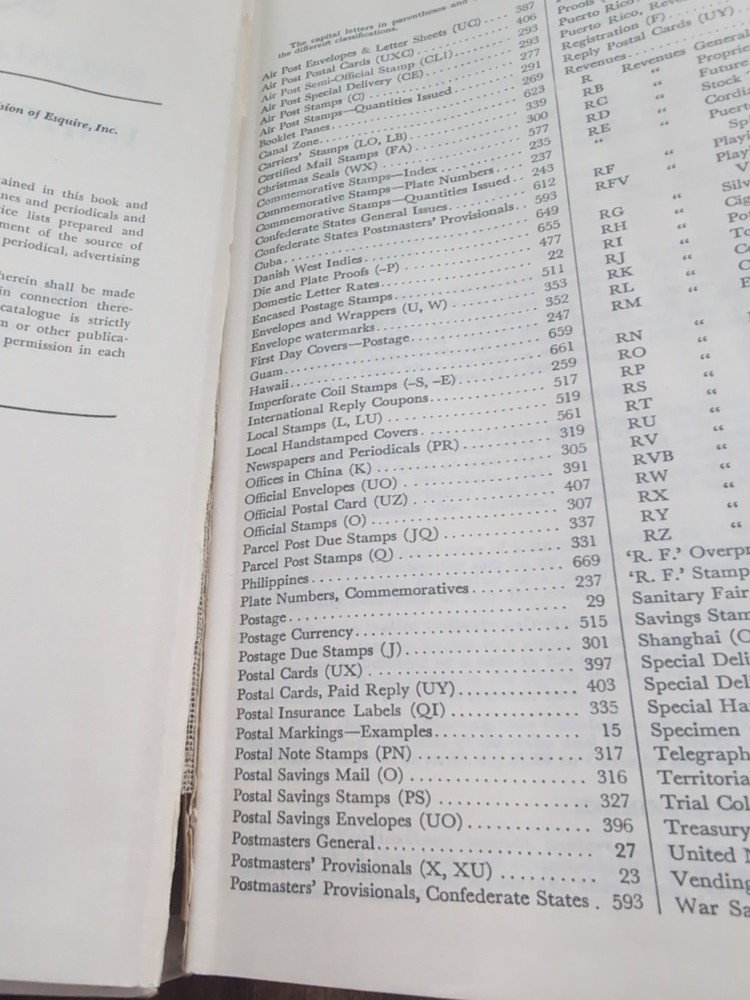 sion of Esquire, Inc.
ained in this book and
nes and periodicals and
ice lists prepared and
ment of the source of
periodical, advertising
herein shall be made
in connection there-
catalogue is strictly
n or other publica-
permission in each
The capital letters in parentheses and
the different classifications.
Air Post Envelopes & Letter Sheets (UC) .... 387
Air Post Postal Cards (UXC) .... 406
Air Post Semi-Official Stamp (CL1) .... 293
Air Post Special Delivery (CE) .... 293
Air Post Stamps (C) .... 277
Air Post Stamps—Quantities Issued .... 291
Booklet Panes .... 269
Canal Zone .... 623
Carriers' Stamps (LO, LB) .... 339
Certified Mail Stamps (FA) .... 300
Christmas Seals (WX) .... 577
Commemorative Stamps—Index .... 235
Commemorative Stamps—Plate Numbers .... 237
Commemorative Stamps—Quantities Issued .. 243
Confederate States General Issues .... 612
Confederate States Postmasters' Provisionals .. 593
Cuba .... 649
Danish West Indies .... 655
Die and Plate Proofs (–P) .... 477
Domestic Letter Rates .... 22
Encased Postage Stamps .... 511
Envelopes and Wrappers (U, W) .... 353
Envelope watermarks .... 352
First Day Covers—Postage .... 247
Guam .... 659
Hawaii .... 661
Imperforate Coil Stamps (–S, –E) .... 259
International Reply Coupons .... 517
Local Stamps (L, LU) .... 519
Local Handstamped Covers .... 561
Newspapers and Periodicals (PR) .... 319
Offices in China (K) .... 305
Official Envelopes (UO) .... 391
Official Postal Card (UZ) .... 407
Official Stamps (O) .... 307
Parcel Post Due Stamps (JQ) .... 337
Parcel Post Stamps (Q) .... 331
Philippines .... 669
Plate Numbers, Commemoratives .... 237
Postage .... 29
Postage Currency .... 515
Postage Due Stamps (J) .... 301
Postal Cards (UX) .... 397
Postal Cards, Paid Reply (UY) .... 403
Postal Insurance Labels (QI) .... 335
Postal Markings—Examples .... 15
Postal Note Stamps (PN) .... 317
Postal Savings Mail (O) .... 316
Postal Savings Stamps (PS) .... 327
Postal Savings Envelopes (UO) .... 396
Postmasters General .... 27
Postmasters' Provisionals (X, XU) .... 23
Postmasters' Provisionals, Confederate States . 593
Proofs
Puerto Rico
Puerto Rico, Reve
Registration (F)
Reply Postal Cards (UY)
Revenues
R Revenues General
RB “ Proprie
RC “ Future
RD “ Stock
RE “ Cordia
“ Puert
RF “ Playi
RFV “ Play
RG “ Silv
RH “ Cig
RI “ Po
RJ “ To
RK “
RL “
RM “
RN “
RO “
RP “
RS “
RT “
RU “
RV “
RVB “
RW “
RX “
RY “
RZ “
‘R. F.’ Overpr
‘R. F.’ Stamp
Sanitary Fair
Savings Stam
Shanghai (C
Special Deli
Special Del
Special Ha
Specimen
Telegraph
Territoria
Trial Col
Treasury
United N
Vending
War Sa